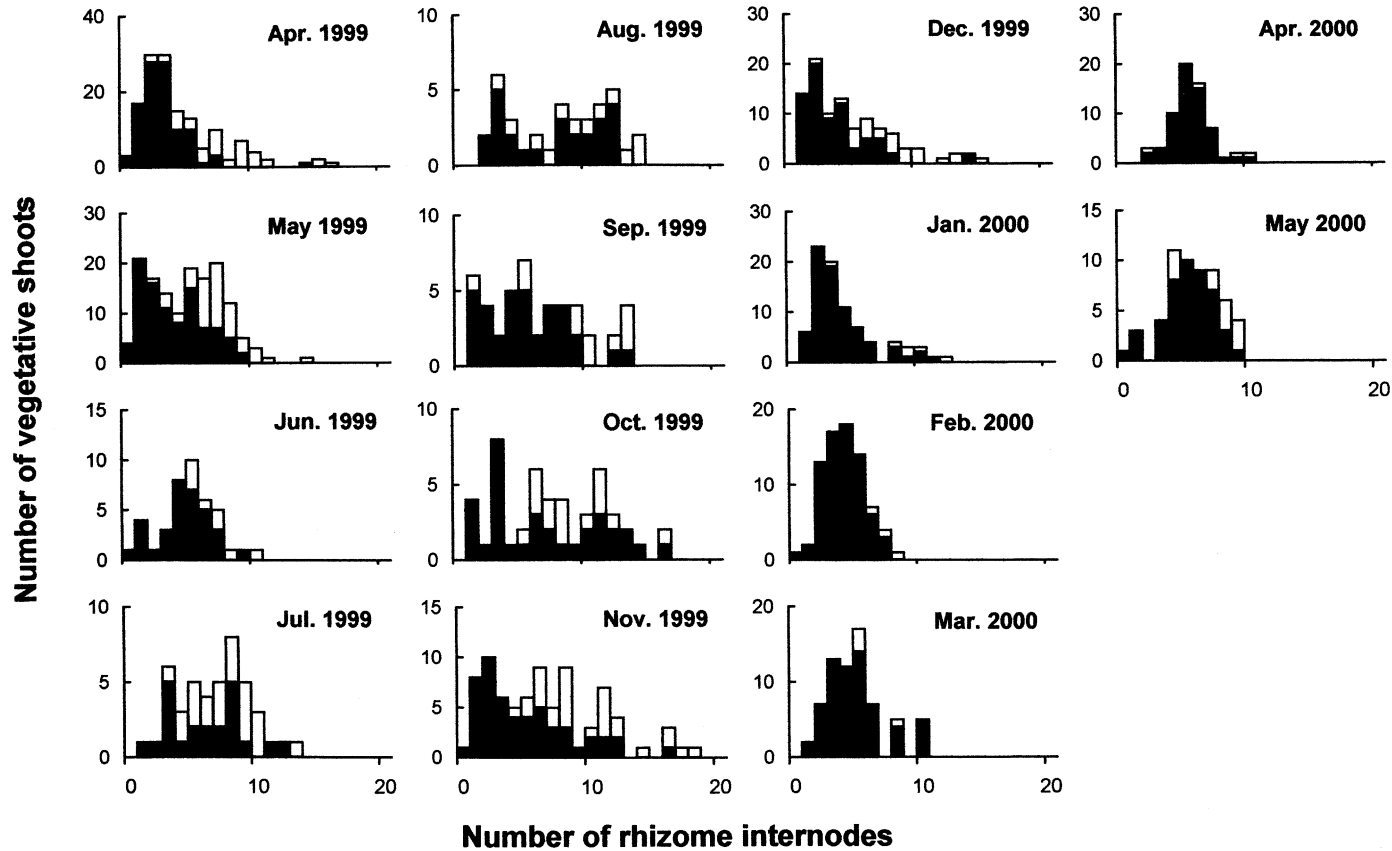 Number of vegetative shoots
Apr. 1999
40
20
0
Aug. 1999
10
5
0
Dec. 1999
30
20
10
0
Apr. 2000
30
20
10
0
May 1999
30
20
10
0
Sep. 1999
10
5
0
Jan. 2000
30
20
10
0
May 2000
15
10
5
0
0 10 20
Jun. 1999
15
10
5
0
Oct. 1999
10
5
0
Feb. 2000
20
10
0
Jul. 1999
10
5
0
0 10 20
Nov. 1999
15
10
5
0
0 10 20
Mar. 2000
20
10
0
0 10 20
Number of rhizome internodes